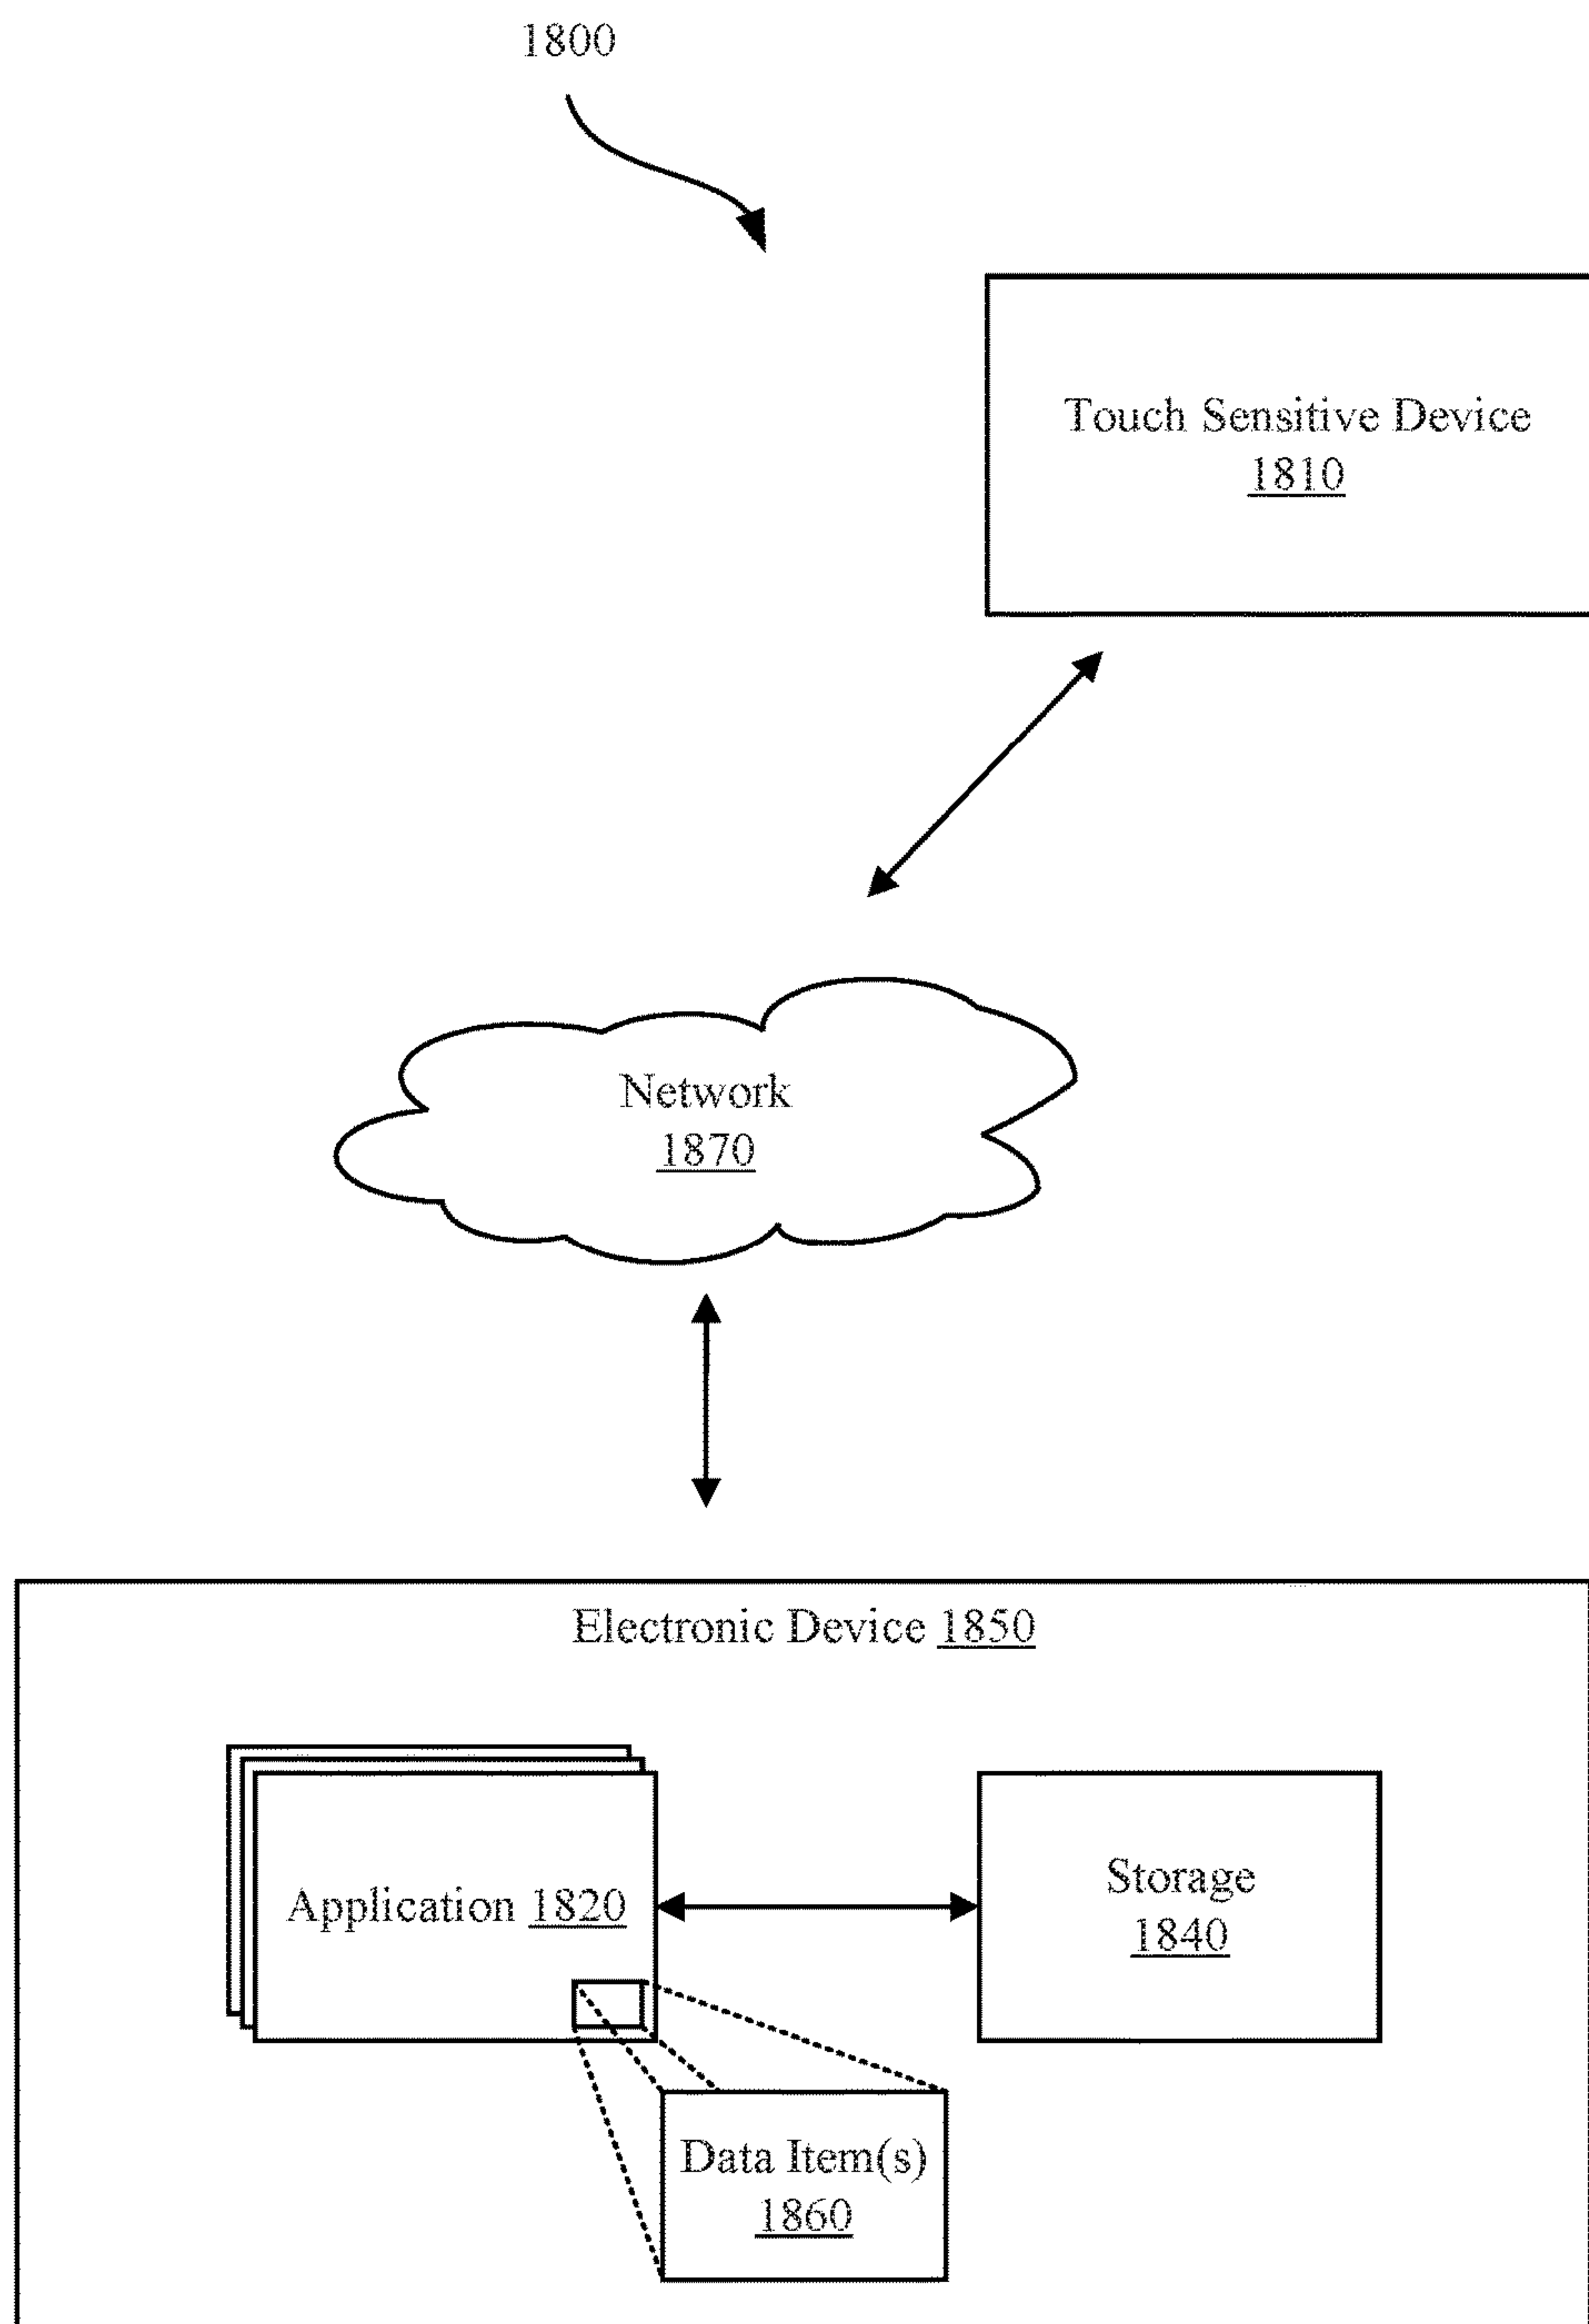 1800
Touch Sensitive Device
1810
Network
1870
Electronic Device 1850
Application 1820
Storage
1840
Data Item(s)
1860